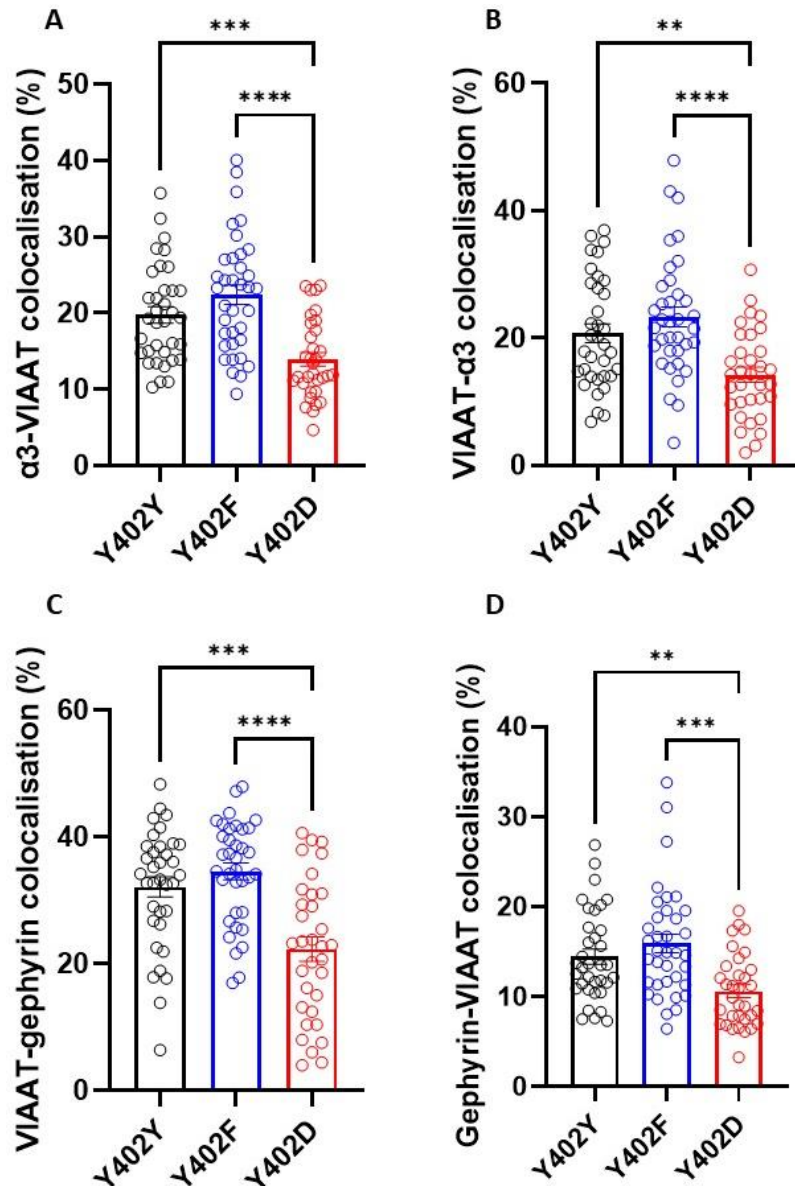 A
***
****
α3-VIAAT colocalisation (%)
50
40
30
20
10
0
Y402Y
Y402F
Y402D
B
**
****
VIAAT-α3 colocalisation (%)
60
40
20
0
Y402Y
Y402F
Y402D
C
***
****
VIAAT-gephyrin colocalisation (%)
60
40
20
0
Y402Y
Y402F
Y402D
D
**
***
Gephyrin-VIAAT colocalisation (%)
40
30
20
10
0
Y402Y
Y402F
Y402D